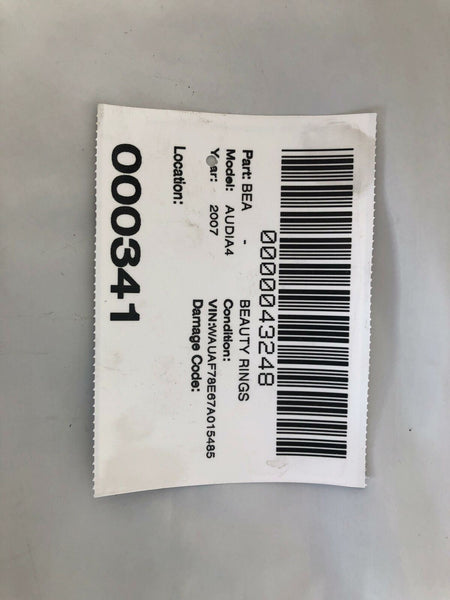 0000043248
Part: BEA - BEAUTY RINGS
Model: AUDIA4 Condition:
Year: 2007 VIN:WAUAF78E67A015485
Damage Code:
Location:
000341